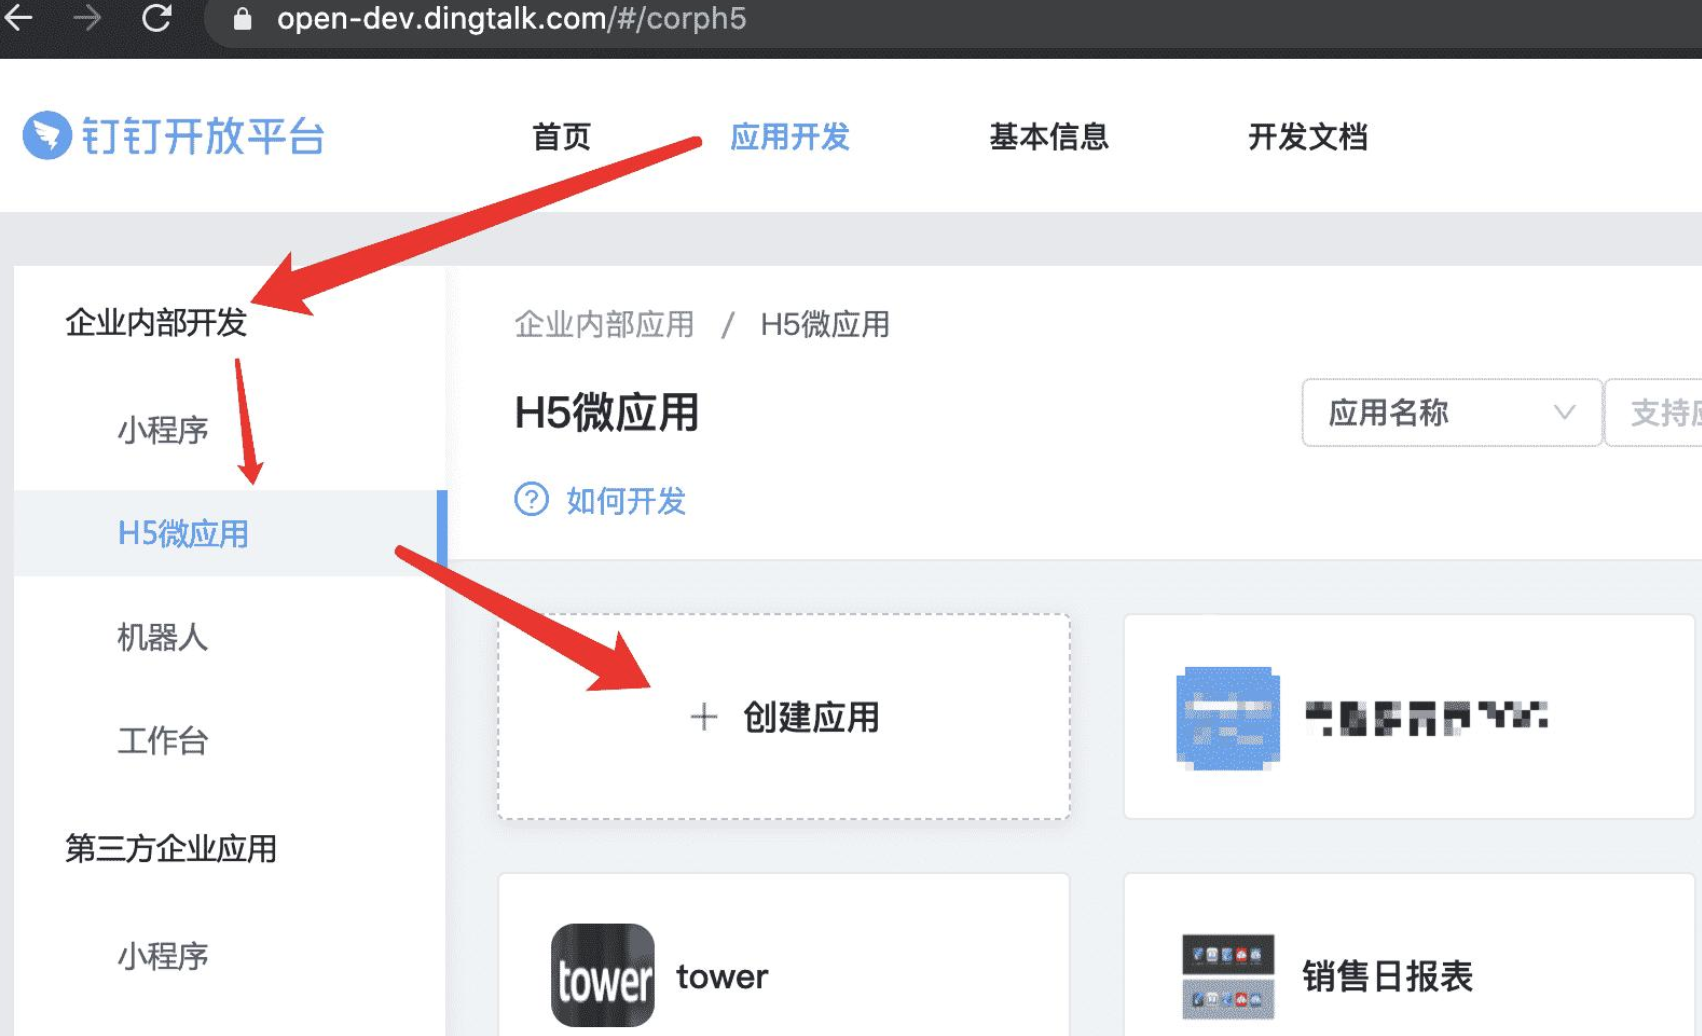 open-dev.dingtalk.com/#/corph5
钉钉开放平台
首页
应用开发
基本信息
开发文档
企业内部开发
小程序
H5微应用
机器人
工作台
第三方企业应用
小程序
企业内部应用 / H5微应用
H5微应用
应用名称
支持
如何开发
创建应用
tower
tower
销售日报表